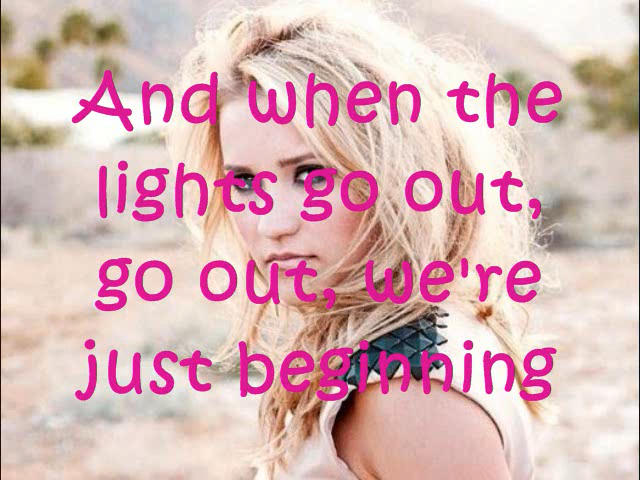 And when the
lights go out,
go out, we're
just beginning